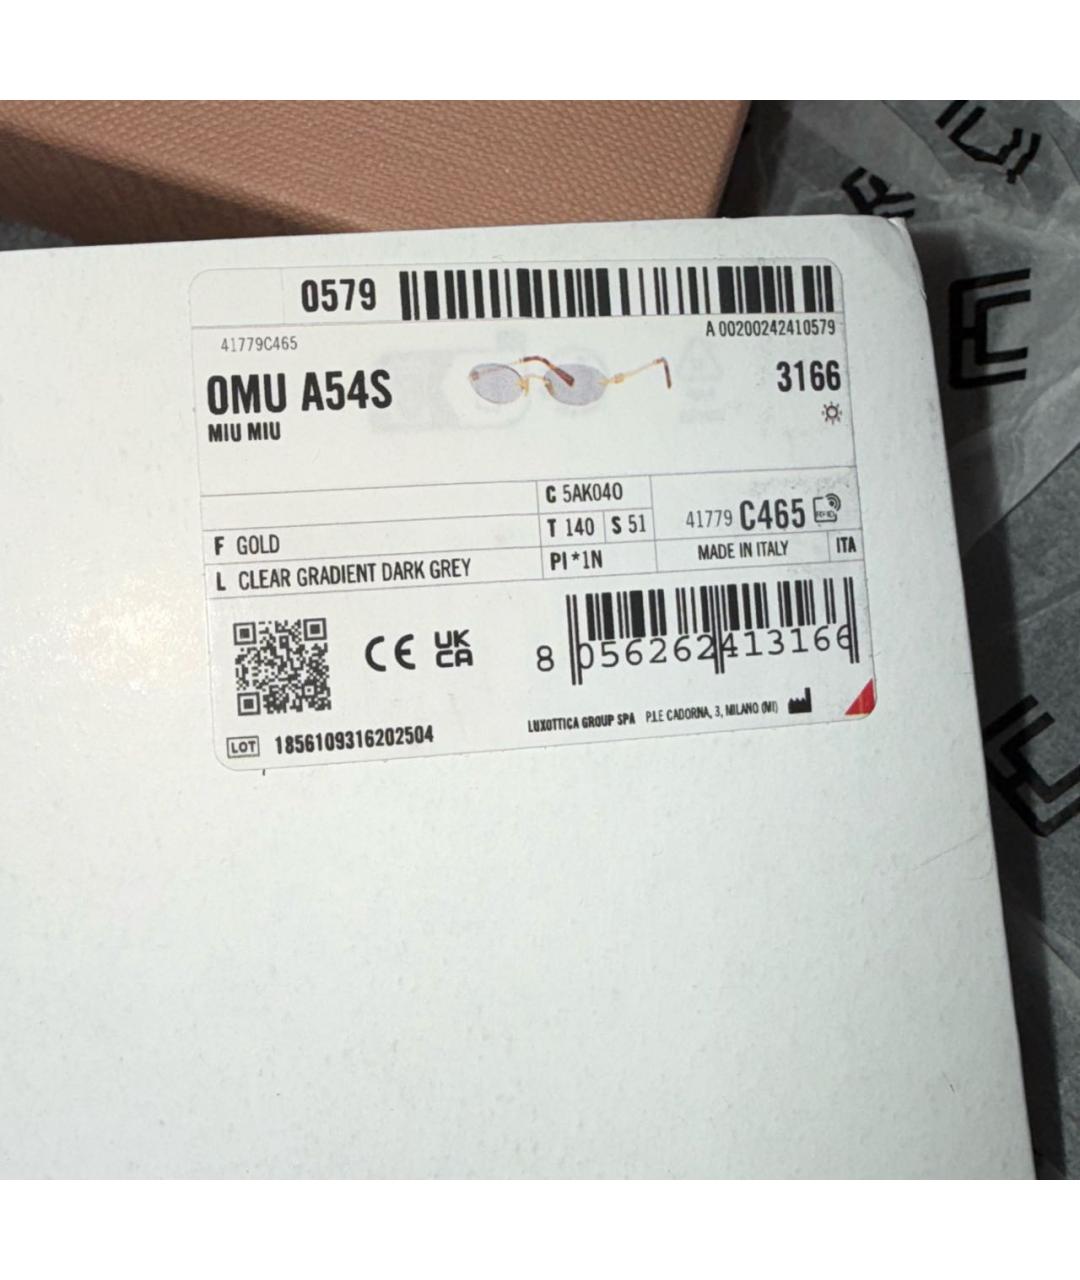 0579
A 00200242410579
41779C465
0MU A54S
3166
MIU MIU
C 5AK040
F GOLD
T 140 S 51
41779 C465
L CLEAR GRADIENT DARK GREY
PI*1N
MADE IN ITALY
ITA
CE UK CA
8 056262 413166
LOT 1856109316202504
LUXOTTICA GROUP SPA P.LE CADORNA, 3, MILANO (MI)